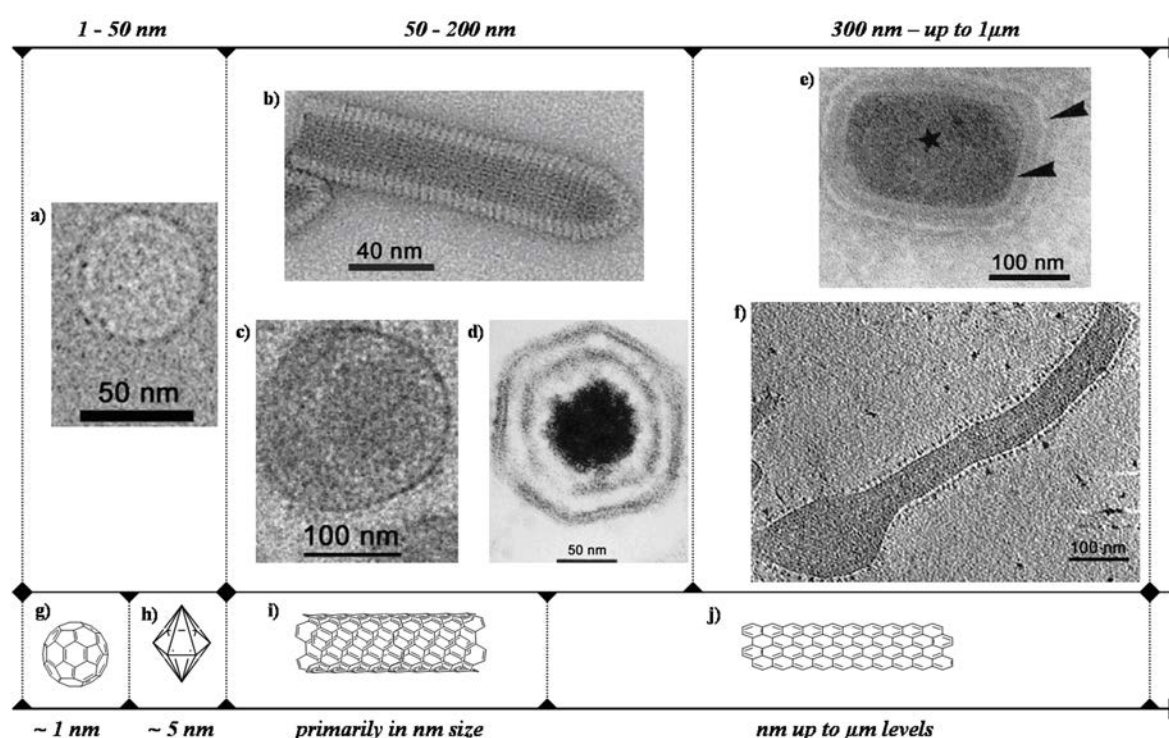 1 - 50 nm
50 - 200 nm
300 nm – up to 1µm
a)
50 nm
b)
40 nm
c)
100 nm
d)
50 nm
e)
100 nm
f)
100 nm
g)
h)
i)
j)
~ 1 nm
~ 5 nm
primarily in nm size
nm up to µm levels